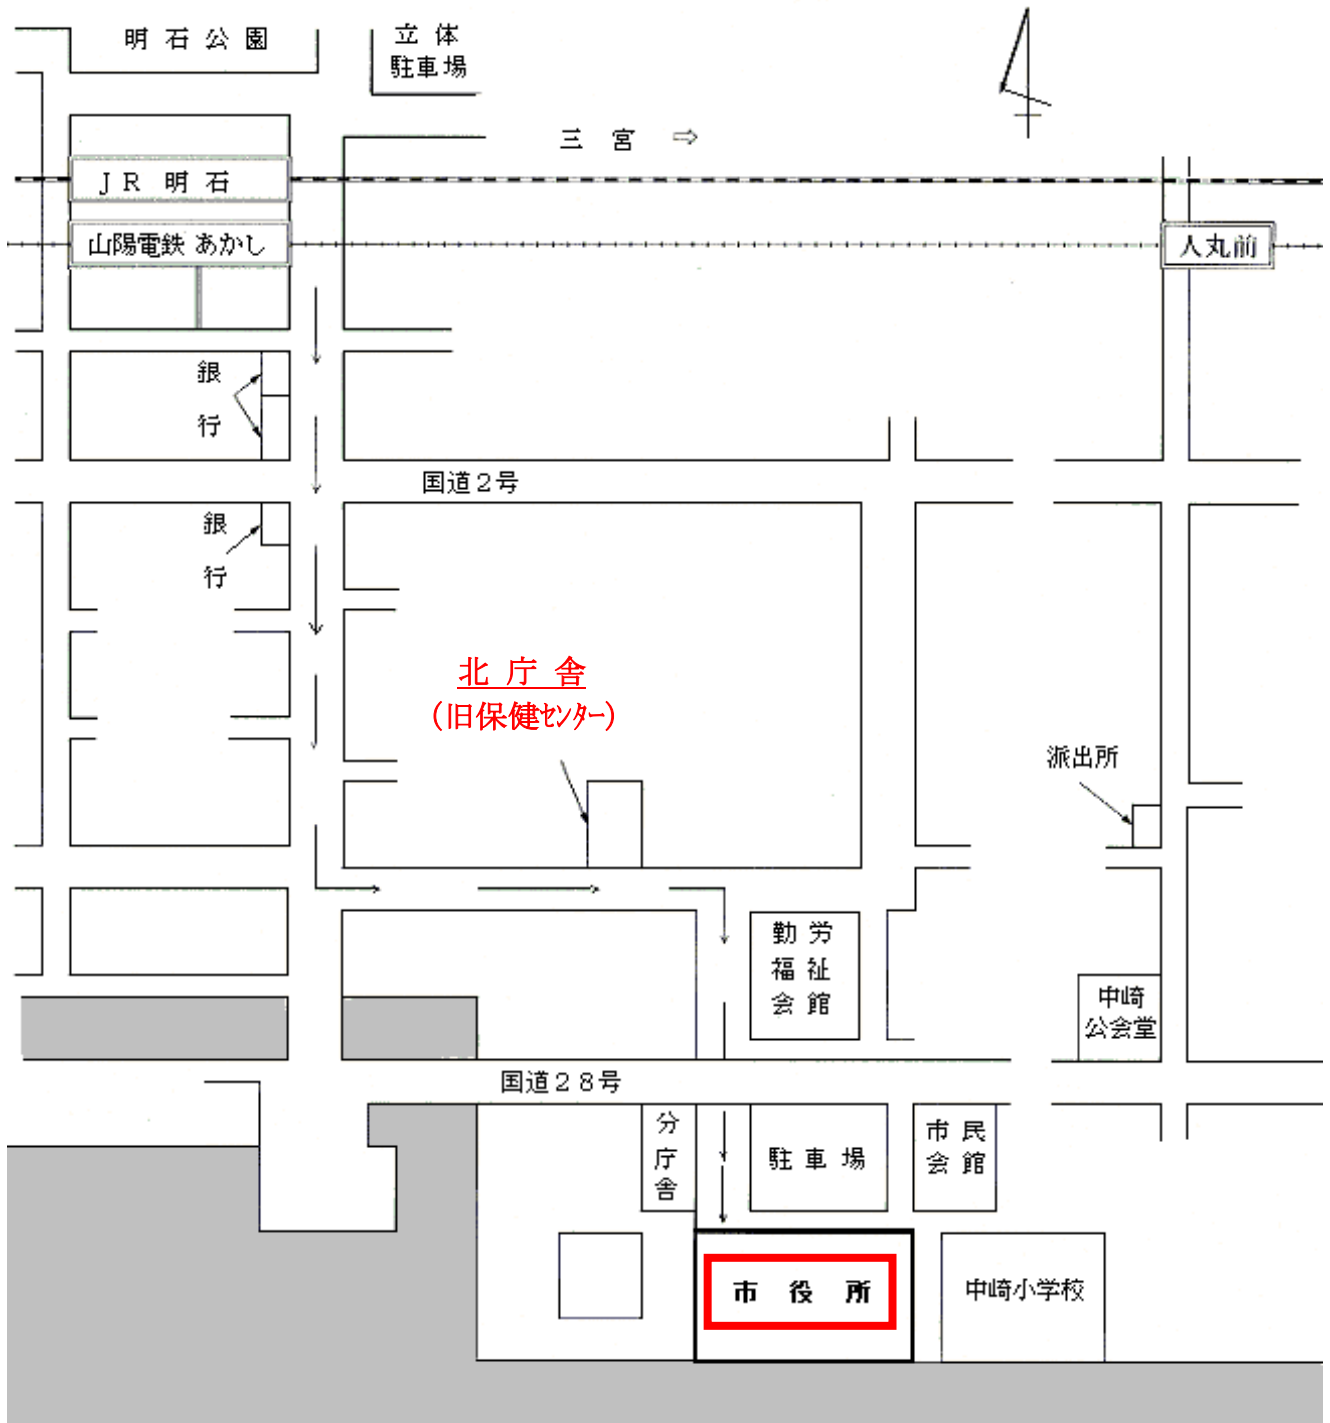 明石公園
立体
駐車場
三宮 ⇨
ＪＲ 明石
山陽電鉄 あかし
人丸前
銀
行
国道２号
銀
行
北庁舎
(旧保健ｾﾝﾀｰ)
派出所
勤労
福祉
会館
中崎
公会堂
国道２８号
分
庁
舎
駐車場
市民
会館
市役所
中崎小学校